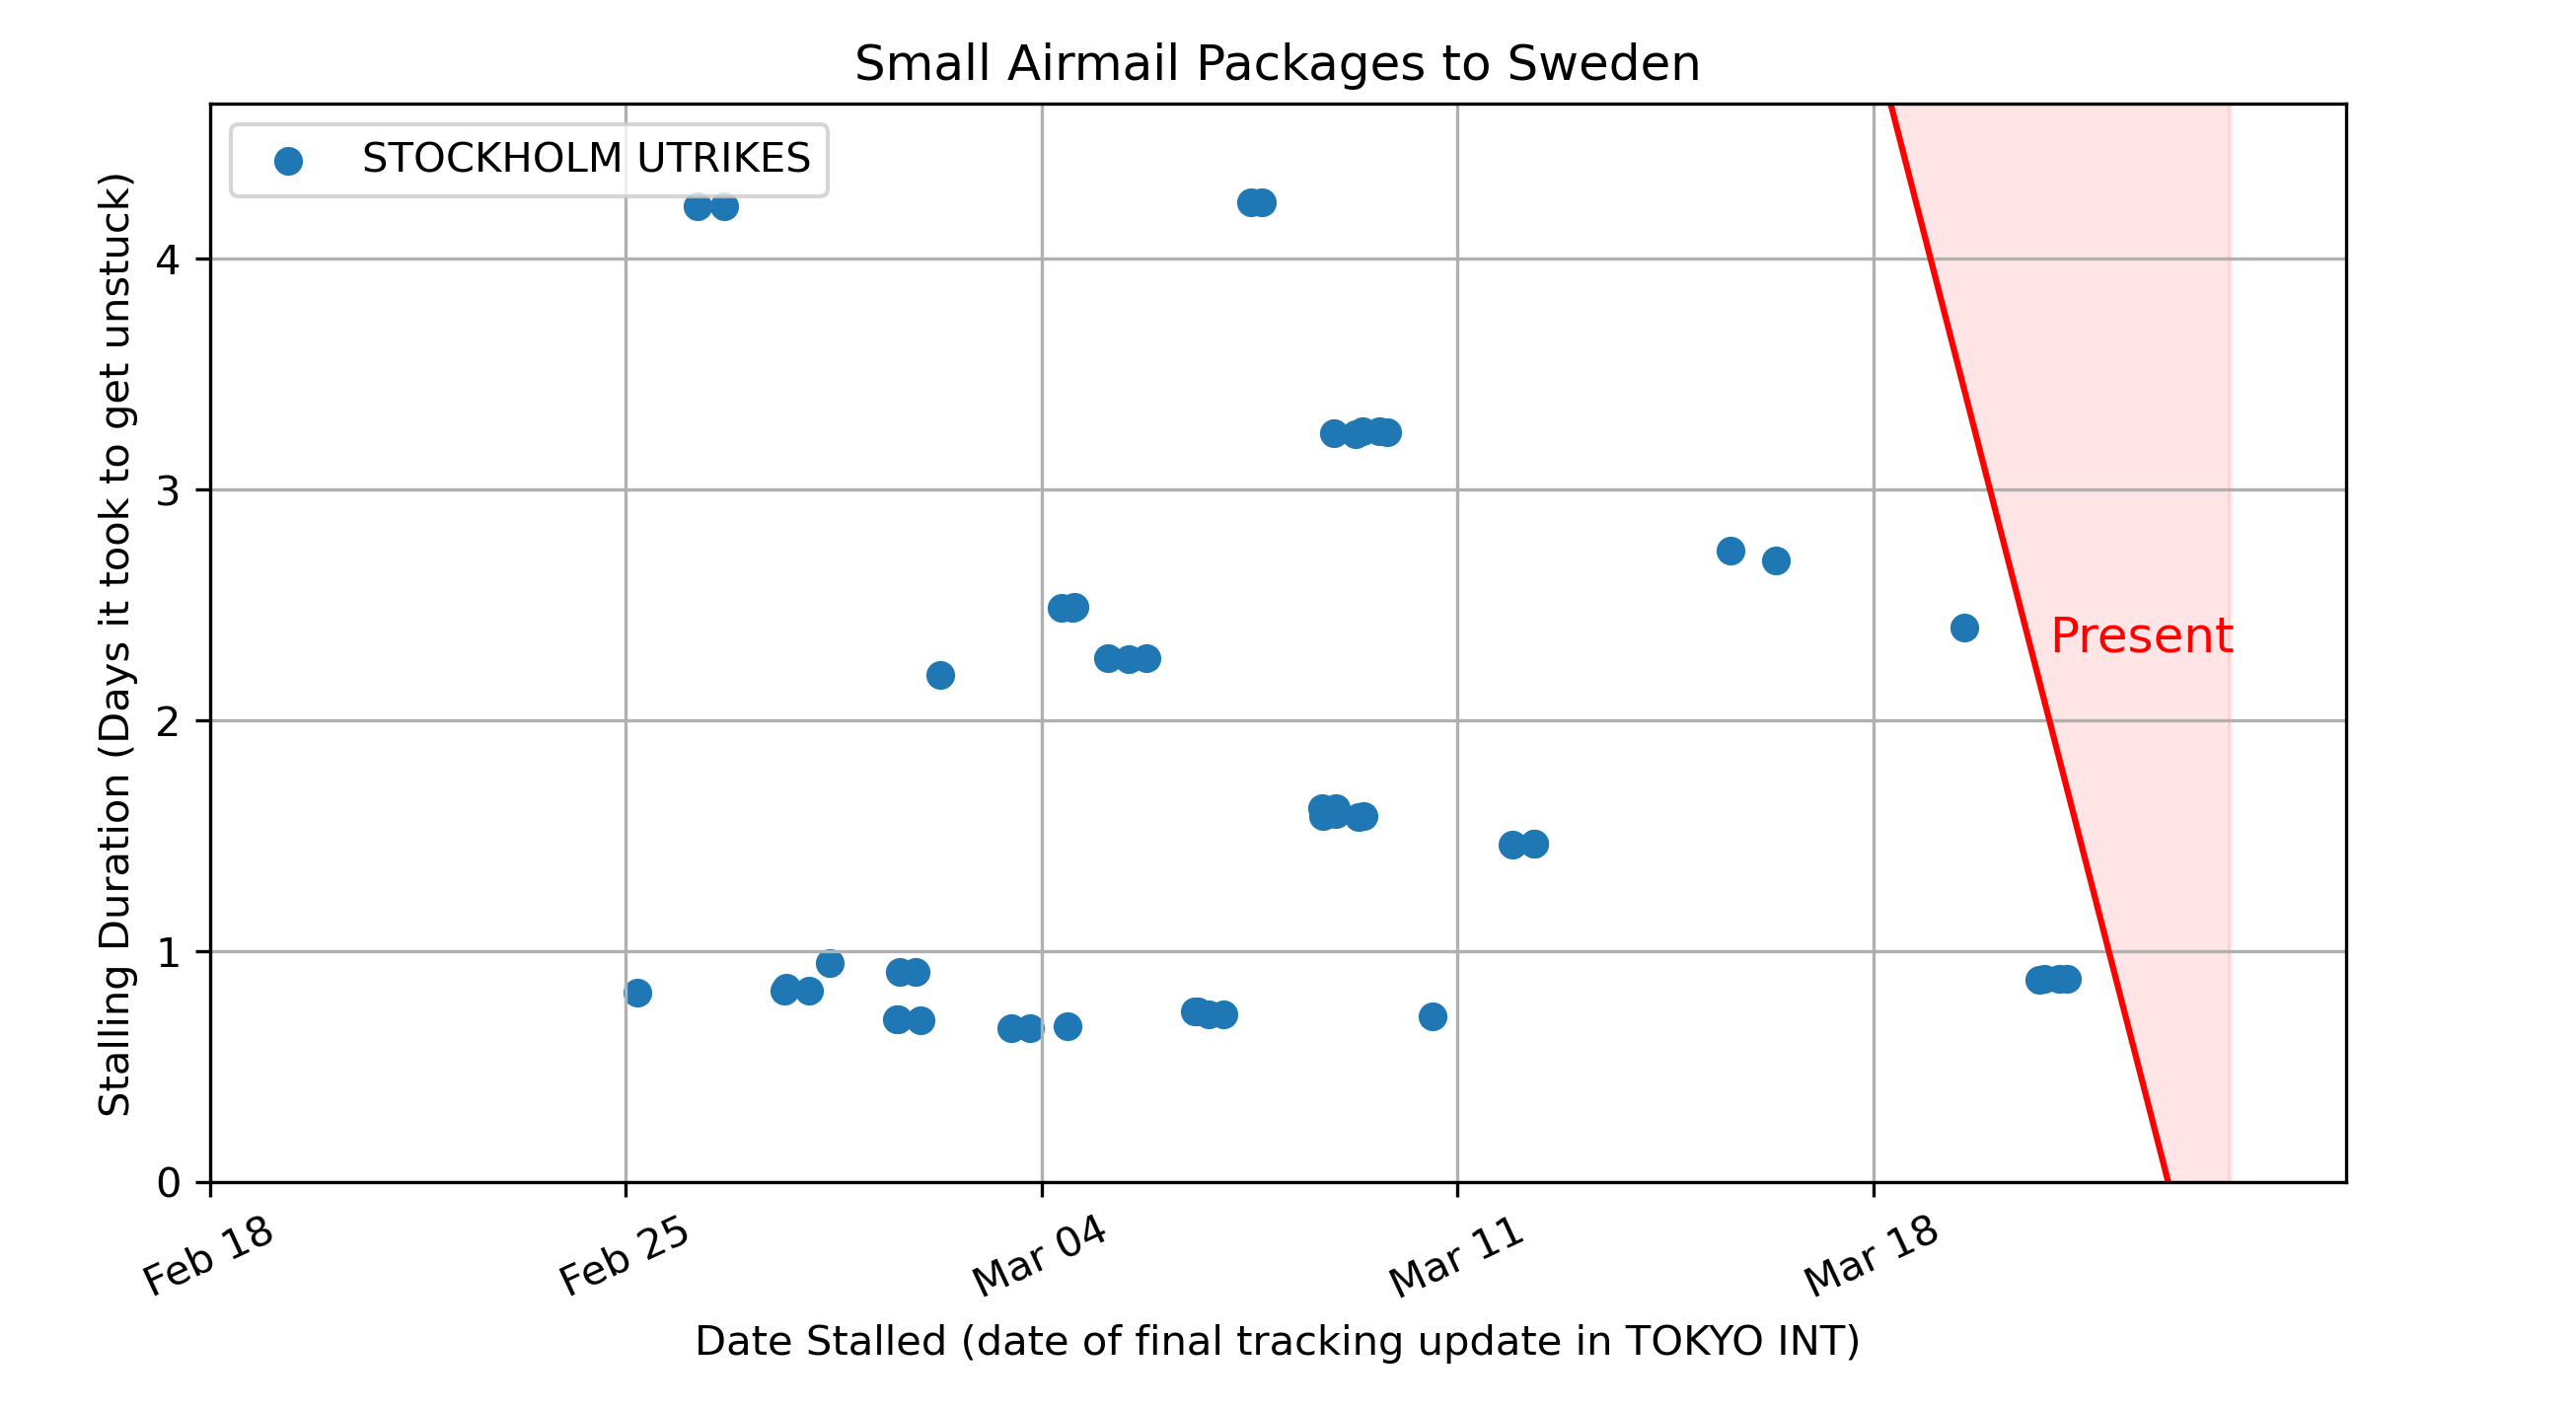 Small Airmail Packages to Sweden
STOCKHOLM UTRIKES
Stalling Duration (Days it took to get unstuck)
4
3
2
1
0
Present
Feb 18
Feb 25
Mar 04
Mar 11
Mar 18
Date Stalled (date of final tracking update in TOKYO INT)